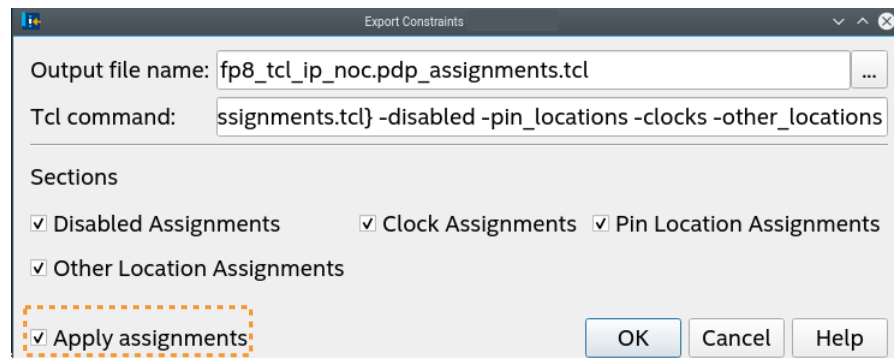 Export Constraints
Output file name: fp8_tcl_ip_noc.pdp_assignments.tcl ...
Tcl command: ssignments.tcl} -disabled -pin_locations -clocks -other_locations
Sections
Disabled Assignments Clock Assignments Pin Location Assignments
Other Location Assignments
Apply assignments OK Cancel Help